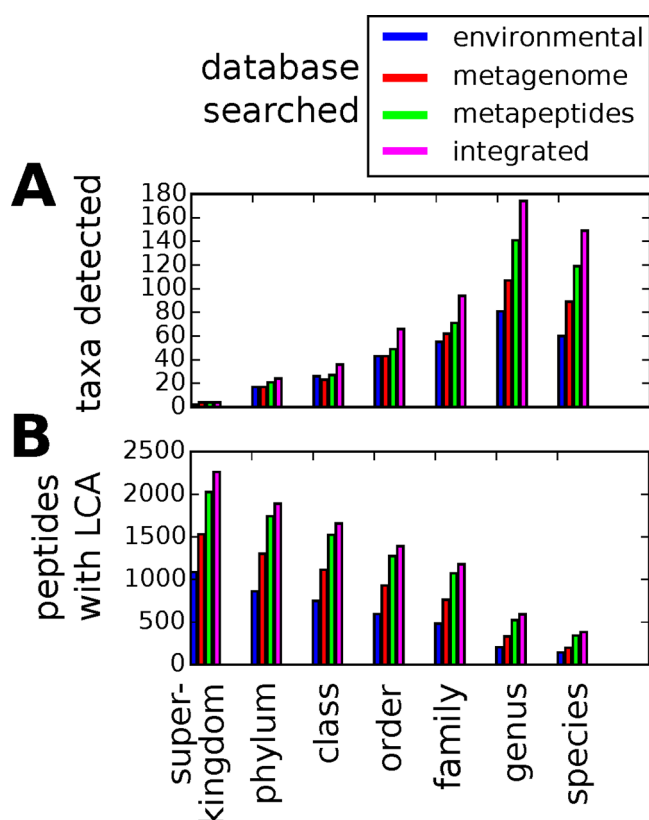 database
searched
environmental
metagenome
metapeptides
integrated
A
taxa detected
180
160
140
120
100
80
60
40
20
0
B
peptides
with LCA
2500
2000
1500
1000
500
0
super-
kingdom
phylum
class
order
family
genus
species